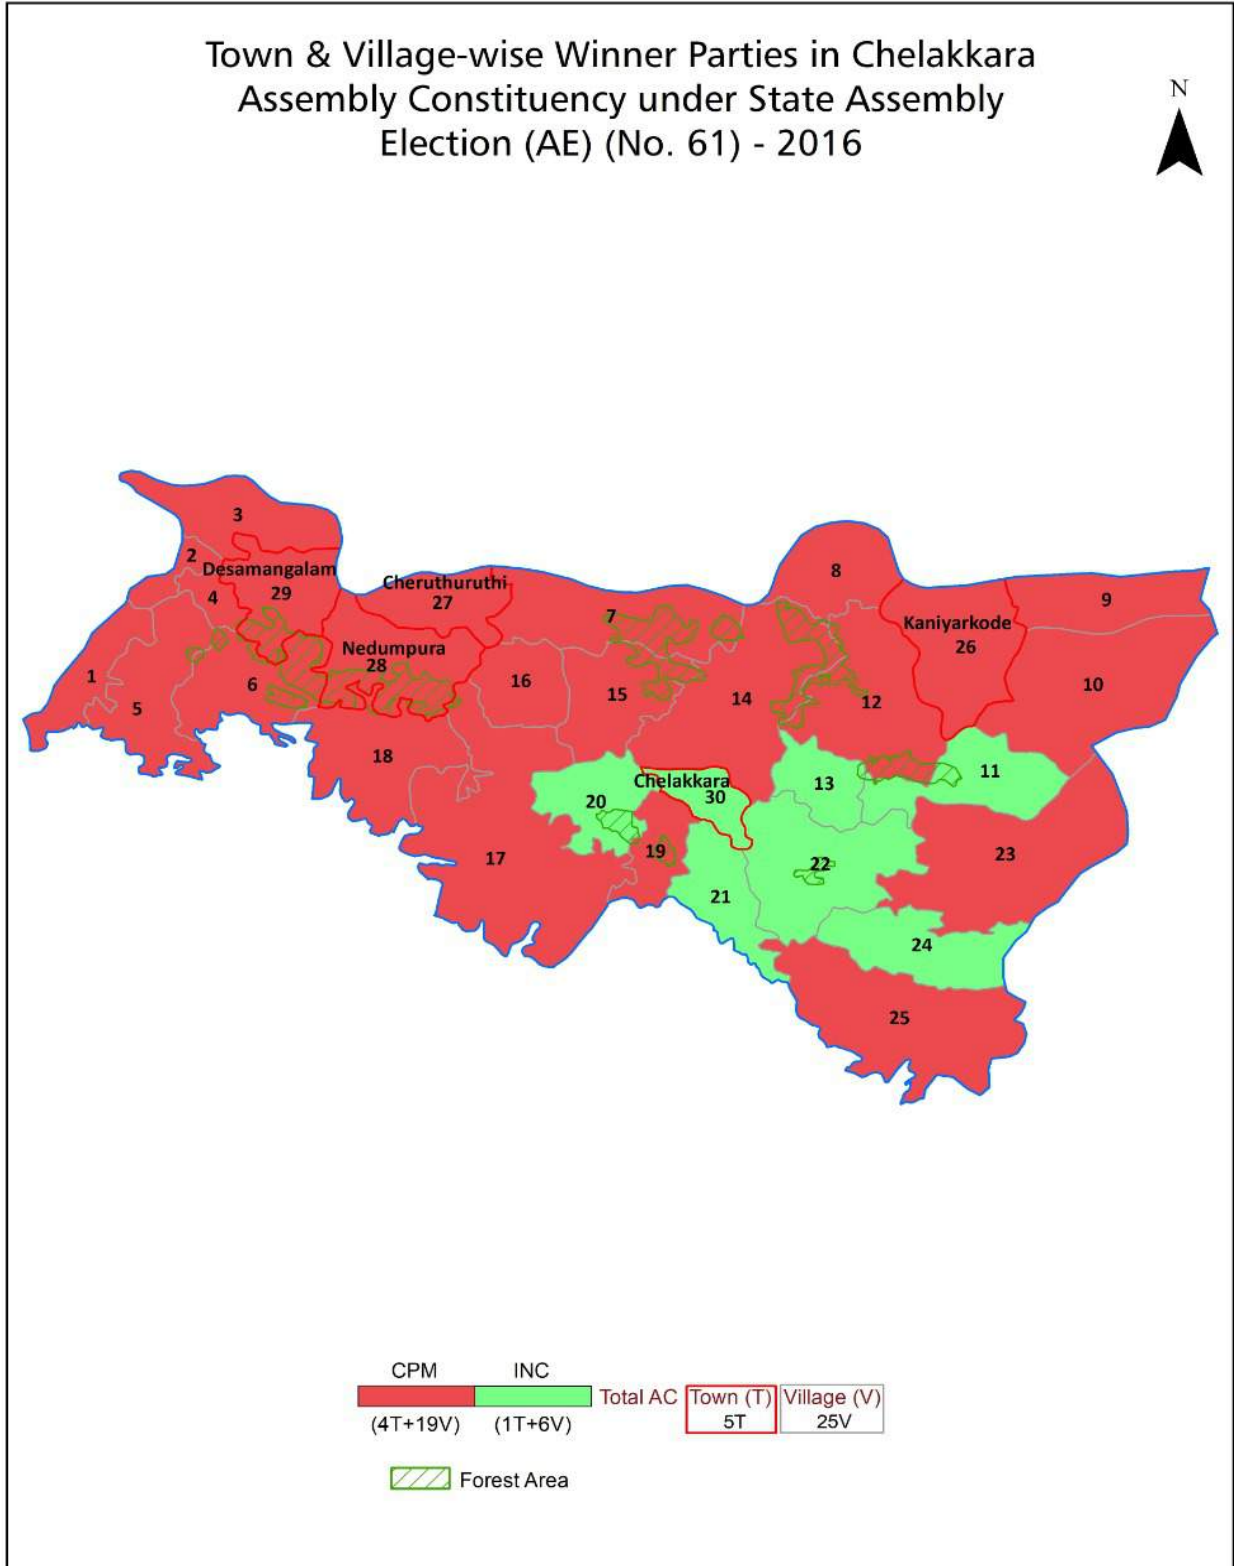 Town & Village-wise Winner Parties in Chelakkara
Assembly Constituency under State Assembly
Election (AE) (No. 61) - 2016
N
3
2
Desamangalam
4
29
Cheruthuruthi
27
7
8
9
Kaniyarkode
26
Nedumpura
28
1
5
6
16
15
14
12
10
18
Chelakkara
30
13
11
20
17
19
22
23
21
24
25
CPM INC
Total AC Town (T) Village (V)
(4T+19V) (1T+6V) 5T 25V
Forest Area